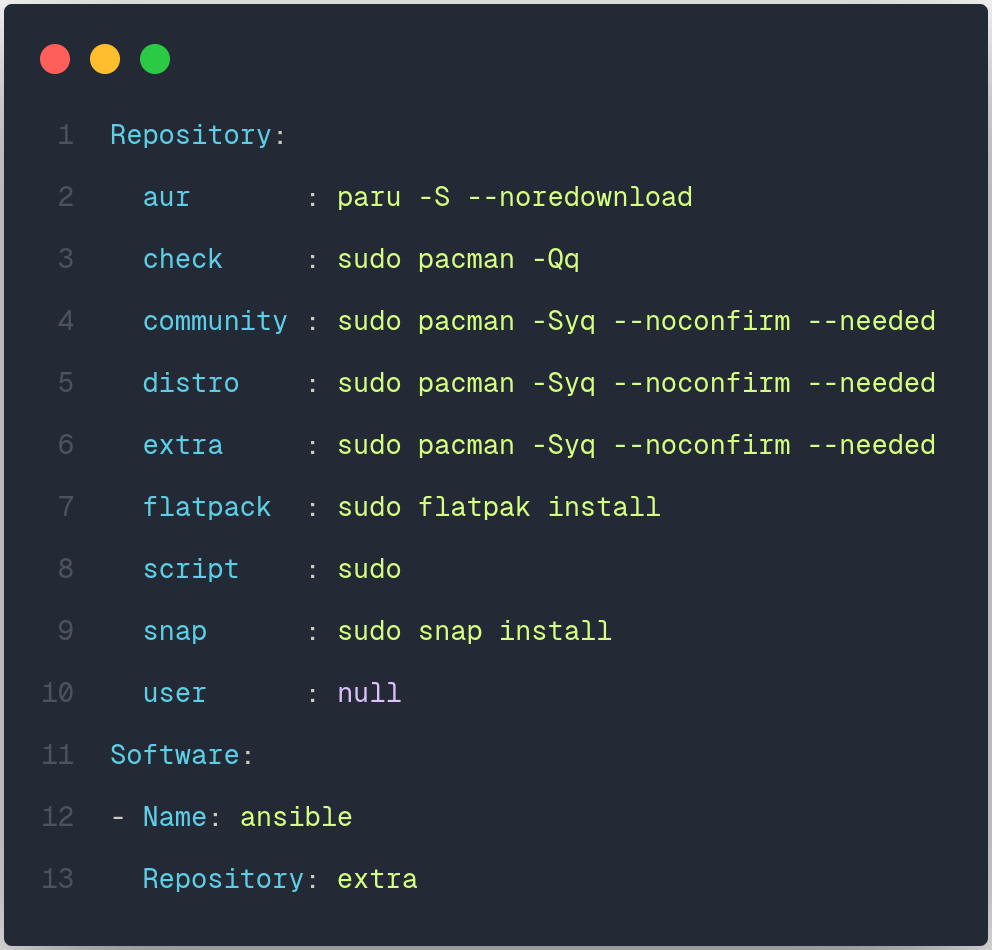 1 Repository:
2   aur       : paru -S --noredownload
3   check     : sudo pacman -Qq
4   community : sudo pacman -Syq --noconfirm --needed
5   distro    : sudo pacman -Syq --noconfirm --needed
6   extra     : sudo pacman -Syq --noconfirm --needed
7   flatpack  : sudo flatpak install
8   script    : sudo
9   snap      : sudo snap install
10   user      : null
11 Software:
12 - Name: ansible
13   Repository: extra